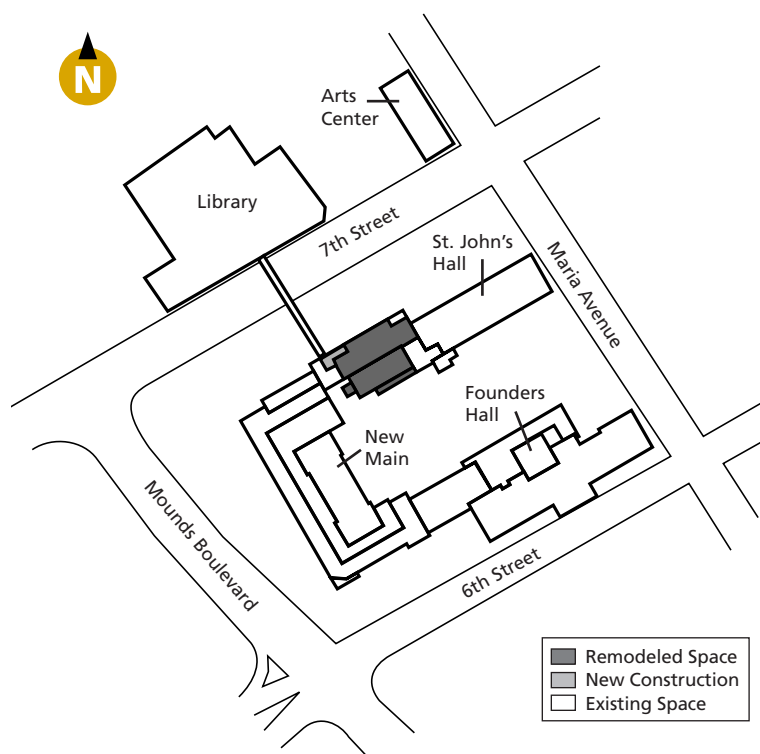 N
Arts
Center
Library
7th Street
St. John's
Hall
Maria Avenue
Founders
Hall
New
Main
Mounds Boulevard
6th Street
Remodeled Space
New Construction
Existing Space